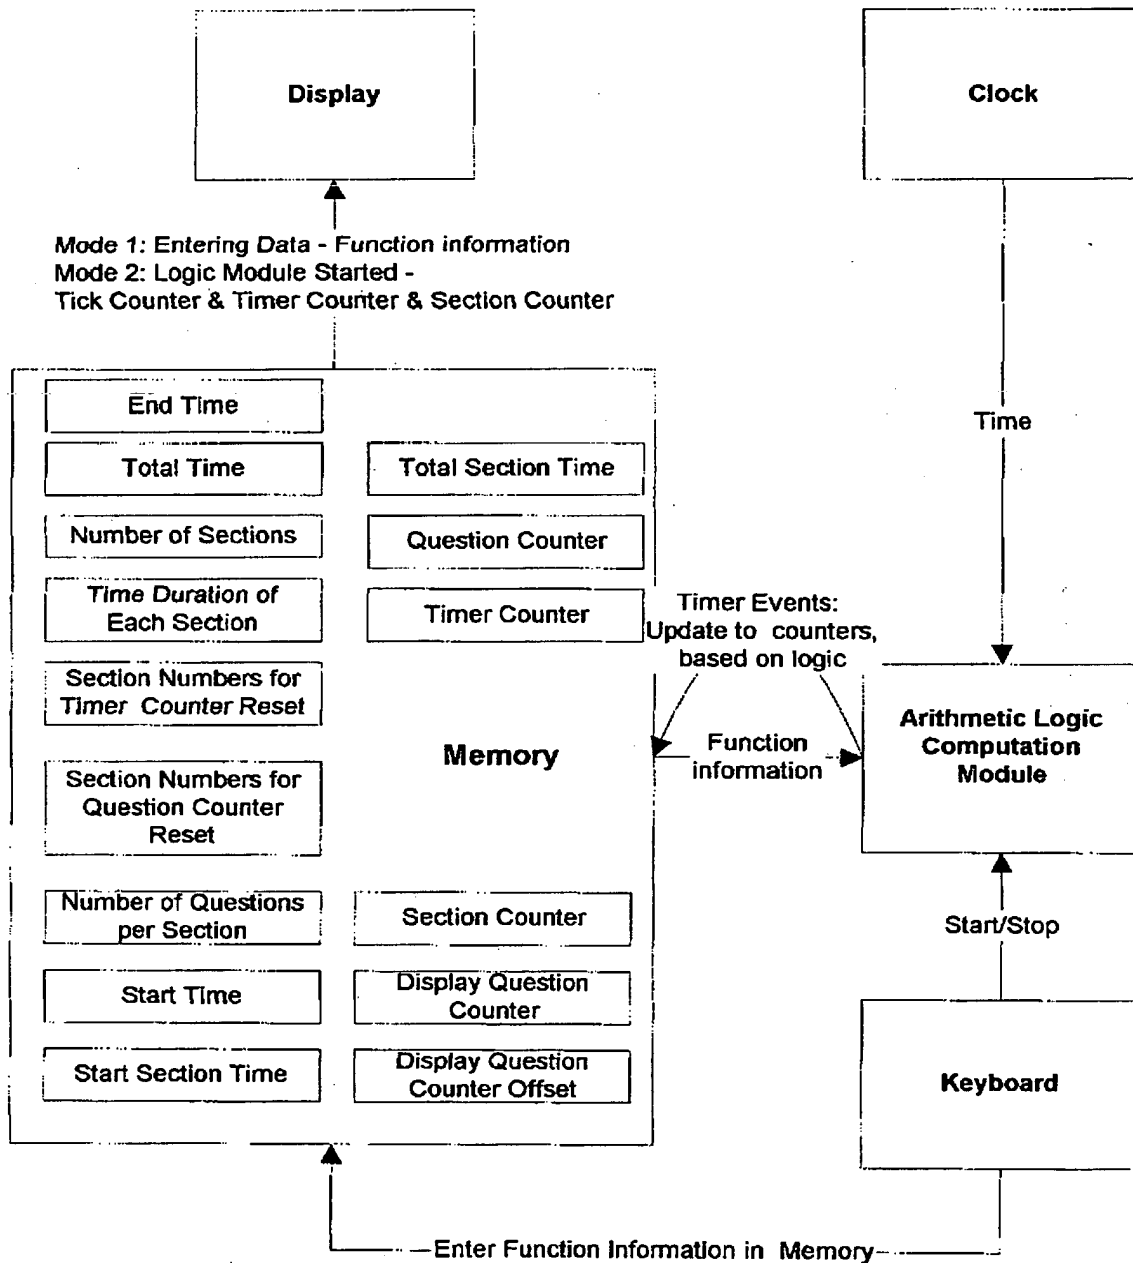 Display
Clock
Mode 1: Entering Data - Function information
Mode 2: Logic Module Started -
Tick Counter & Timer Counter & Section Counter
End Time
Total Time
Total Section Time
Number of Sections
Question Counter
Time Duration of
Each Section
Timer Counter
Section Numbers for
Timer Counter Reset
Section Numbers for
Question Counter
Reset
Memory
Number of Questions
per Section
Section Counter
Start Time
Display Question
Counter
Start Section Time
Display Question
Counter Offset
Time
Timer Events:
Update to counters,
based on logic
Function
information
Arithmetic Logic
Computation
Module
Start/Stop
Keyboard
Enter Function Information in Memory